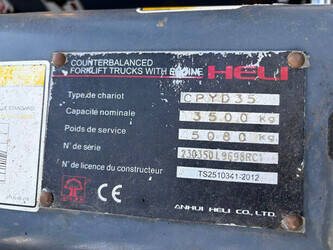 COUNTERBALANCED
FORKLIFT TRUCKS WITH ENGINE HELI
Type de chariot CPYD35
Capacité nominale 3500 Kg
Poids de service 5080 Kg
N° de série 230350L9698RC1
N° de licence du constructeur TS2510341-2012
CE
ANHUI HELI CO.,LTD.